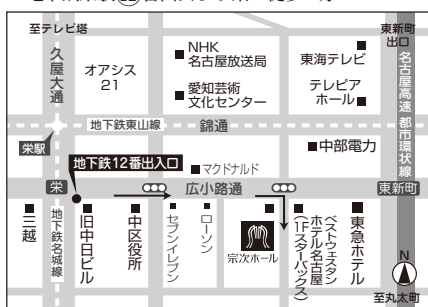 至テレビ塔
久屋大通
オアシス
21
NHK
名古屋放送局
愛知芸術
文化センター
東海テレビ
テレピア
ホール
東新町
出口
名古屋高速 都市環状線
地下鉄東山線
錦通
栄駅
地下鉄12番出入口
マクドナルド
中部電力
栄
広小路通
東新町
三越
地下鉄名城線
旧中日ビル
中区役所
セブンイレブン
ローソン
宗次ホール
ベストウェスタン
ホテル名古屋
(1Fスターバックス)
東急ホテル
N
至丸太町